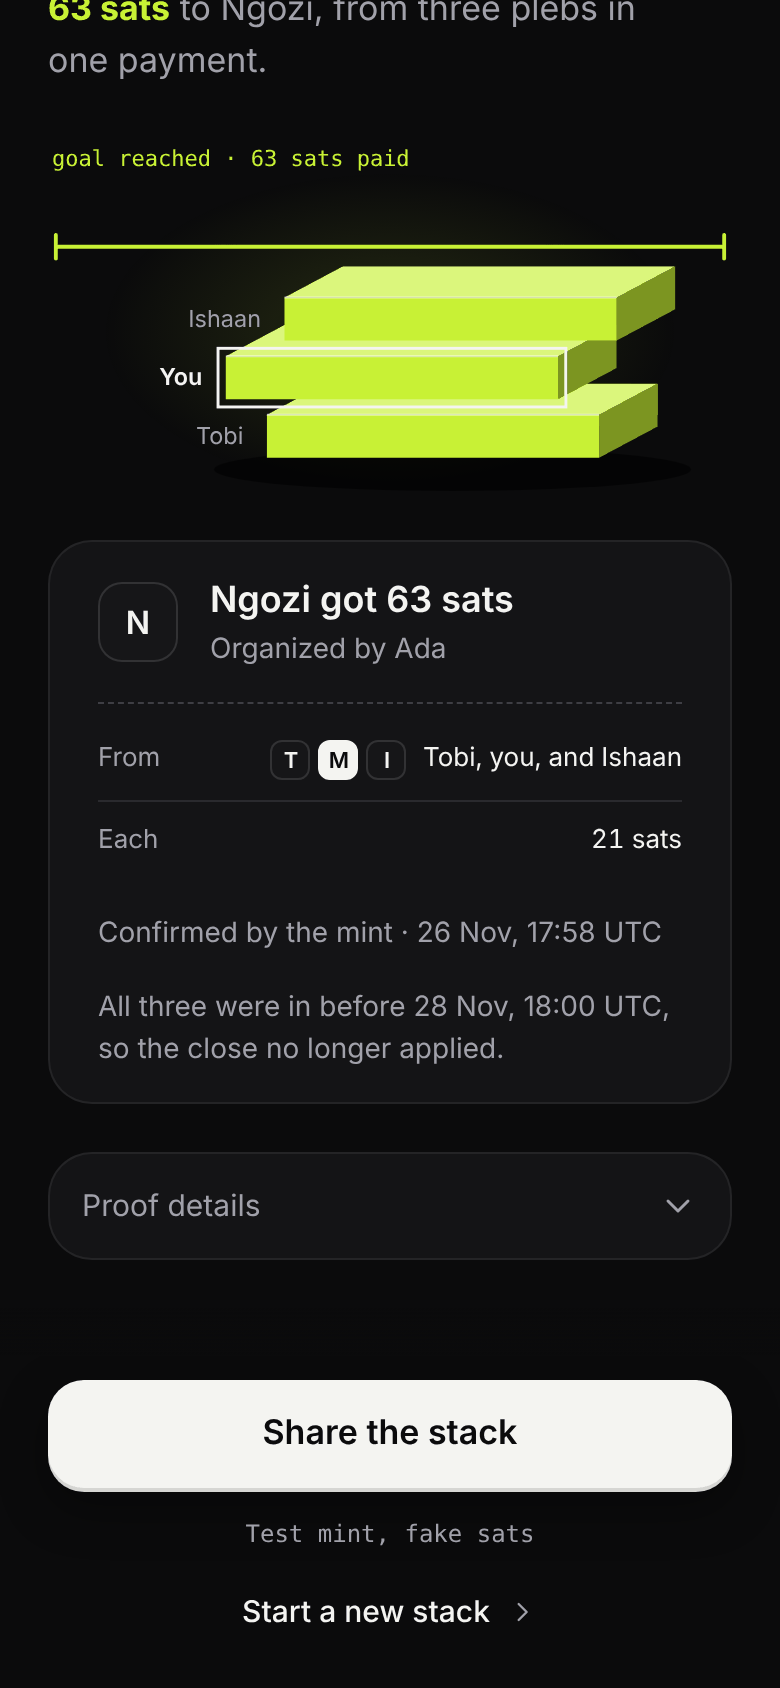 63 sats to Ngozi, from three plebs in
one payment.
goal reached · 63 sats paid
Ishaan
You
Tobi
N
Ngozi got 63 sats
Organized by Ada
From T M I Tobi, you, and Ishaan
Each 21 sats
Confirmed by the mint · 26 Nov, 17:58 UTC
All three were in before 28 Nov, 18:00 UTC,
so the close no longer applied.
Proof details
Share the stack
Test mint, fake sats
Start a new stack